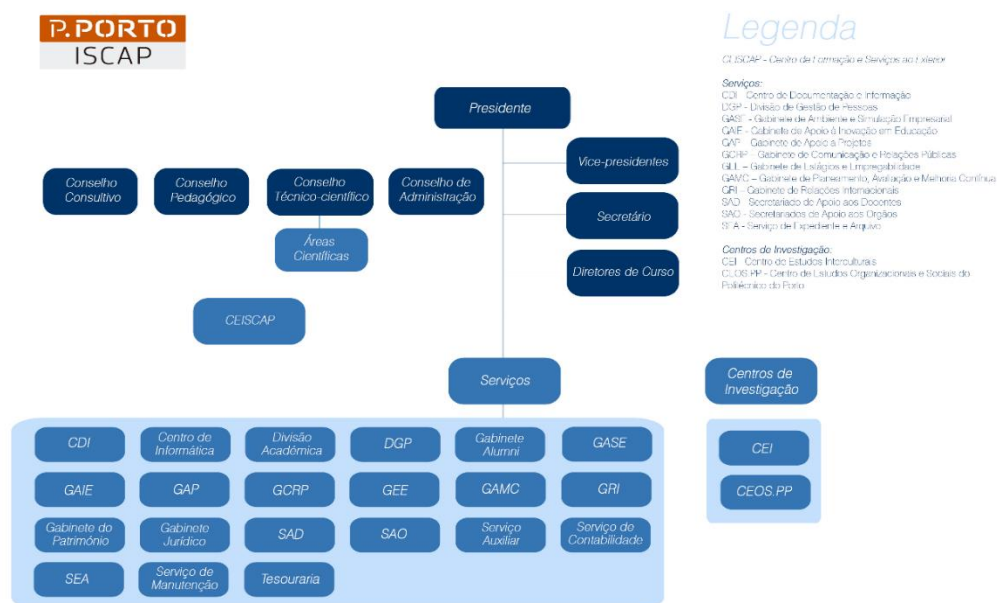 P.PORTO
ISCAP
Legenda
CEISCAP - Centro de Formação e Serviços ao Exterior
Serviços:
CDI - Centro de Documentação e Informação
DGP - Divisão de Gestão de Pessoas
GASE - Gabinete de Ambiente e Simulação Empresarial
GAIE - Gabinete de Apoio à Inovação em Educação
GAP - Gabinete de Apoio a Projetos
GCRP - Gabinete de Comunicação e Relações Públicas
GEE – Gabinete de Estágios e Empregabilidade
GAMC – Gabinete de Planeamento, Avaliação e Melhoria Contínua
GRI - Gabinete de Relações Internacionais
SAD - Secretariado de Apoio aos Docentes
SAO - Secretariados de Apoio aos Orgãos
SEA - Serviço de Expediente e Arquivo
Centros de Investigação:
CEI - Centro de Estudos Interculturais
CEOS.PP - Centro de Estudos Organizacionais e Sociais do
Politécnico do Porto
Presidente
Vice-presidentes
Secretário
Diretores de Curso
Conselho
Consultivo
Conselho
Pedagógico
Conselho
Técnico-científico
Conselho de
Administração
Áreas
Científicas
CEISCAP
Serviços
Centros de
Investigação
CDI
Centro de
Informática
Divisão
Académica
DGP
Gabinete
Alumni
GASE
GAIE
GAP
GCRP
GEE
GAMC
GRI
Gabinete do
Património
Gabinete
Jurídico
SAD
SAO
Serviço
Auxiliar
Serviço de
Contabilidade
SEA
Serviço de
Manutenção
Tesouraria
CEI
CEOS.PP